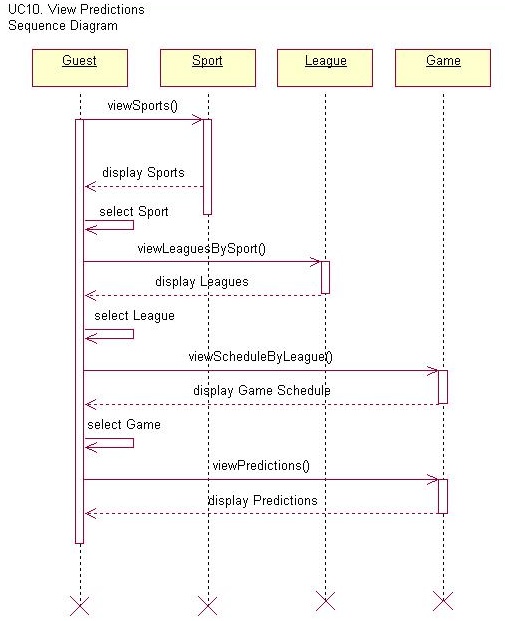 UC10. View Predictions
Sequence Diagram
Guest
Sport
League
Game
viewSports()
display Sports
select Sport
viewLeaguesBySport()
display Leagues
select League
viewScheduleByLeague()
display Game Schedule
select Game
viewPredictions()
display Predictions